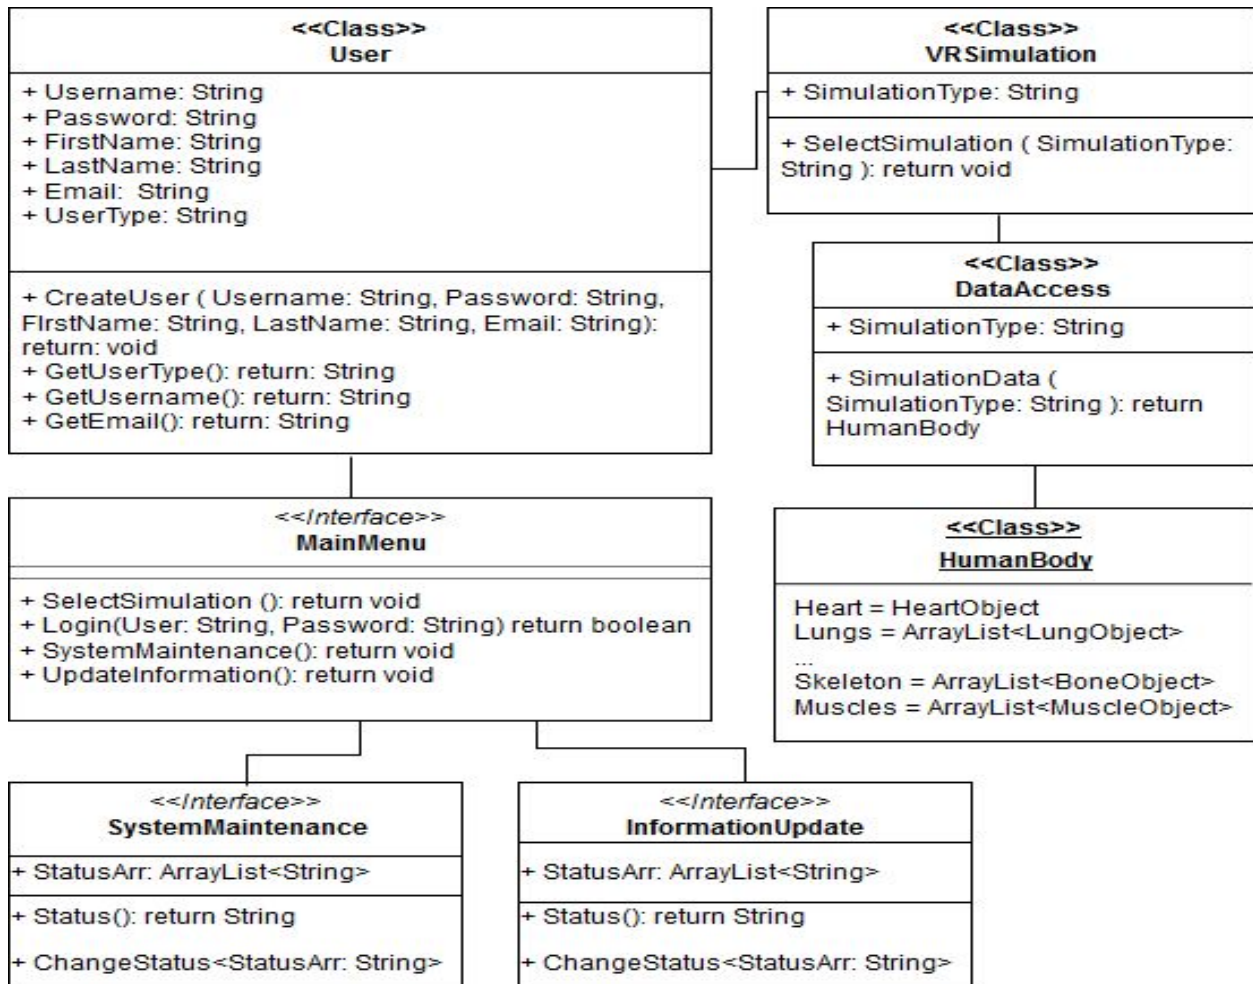 <<Class>>
User
+ Username: String
+ Password: String
+ FirstName: String
+ LastName: String
+ Email:  String
+ UserType: String
+ CreateUser ( Username: String, Password: String,
FIrstName: String, LastName: String, Email: String):
return: void
+ GetUserType(): return: String
+ GetUsername(): return: String
+ GetEmail(): return: String
<<Class>>
VRSimulation
+ SimulationType: String
+ SelectSimulation ( SimulationType:
String ): return void
<<Class>>
DataAccess
+ SimulationType: String
+ SimulationData (
SimulationType: String ): return
HumanBody
<<Interface>>
MainMenu
+ SelectSimulation (): return void
+ Login(User: String, Password: String) return boolean
+ SystemMaintenance(): return void
+ UpdateInformation(): return void
<<Class>>
HumanBody
Heart = HeartObject
Lungs = ArrayList<LungObject>
...
Skeleton = ArrayList<BoneObject>
Muscles = ArrayList<MuscleObject>
<<Interface>>
SystemMaintenance
+ StatusArr: ArrayList<String>
+ Status(): return String
+ ChangeStatus<StatusArr: String>
<<Interface>>
InformationUpdate
+ StatusArr: ArrayList<String>
+ Status(): return String
+ ChangeStatus<StatusArr: String>